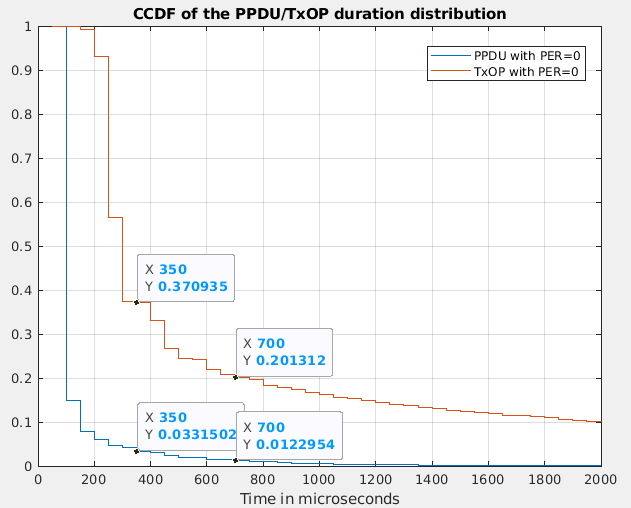 CCDF of the PPDU/TxOP duration distribution
1
0.9
0.8
0.7
0.6
0.5
0.4
0.3
0.2
0.1
0
PPDU with PER=0
TxOP with PER=0
X 350
Y 0.370935
X 700
Y 0.201312
X 350
Y 0.0331502
X 700
Y 0.0122954
0 200 400 600 800 1000 1200 1400 1600 1800 2000
Time in microseconds